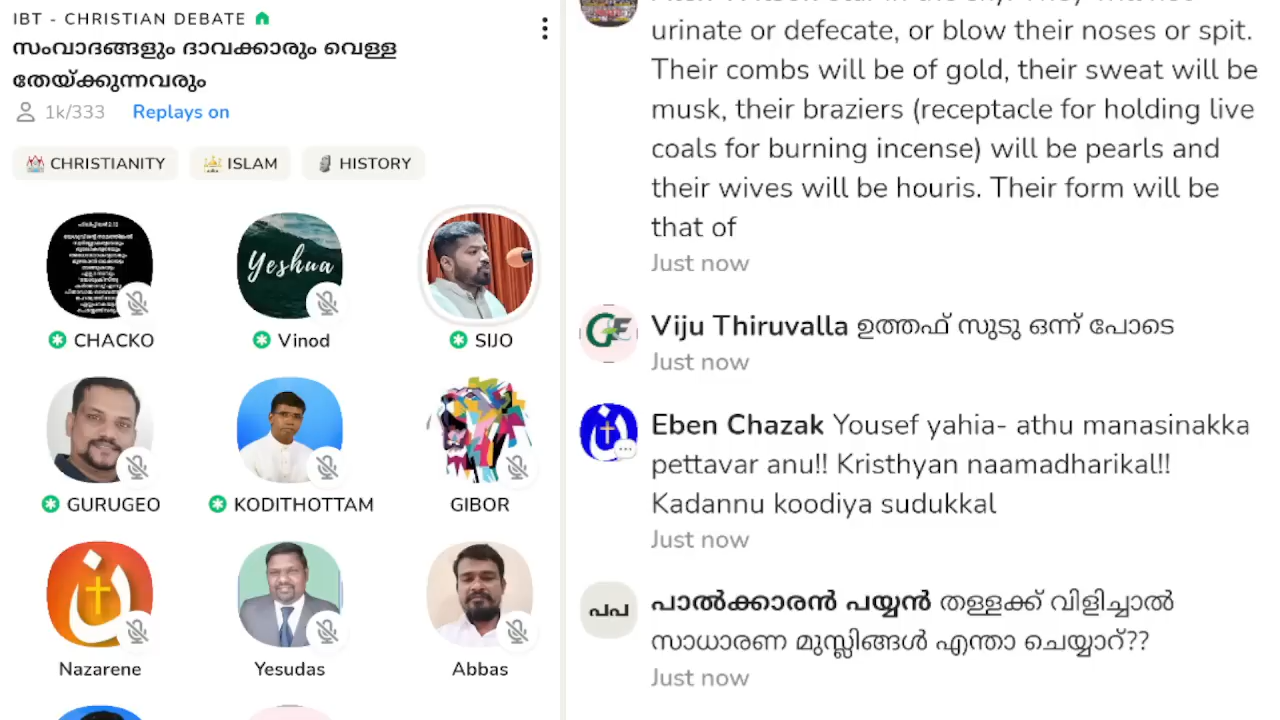 IBT - CHRISTIAN DEBATE
സംവാദങ്ങളും ദാവക്കാരും വെള്ള
തേയ്ക്കുന്നവരും
1k/333 Replays on
CHRISTIANITY ISLAM HISTORY
Yeshua
CHACKO Vinod SIJO
GURUGEO KODITHOTTAM GIBOR
Nazarene Yesudas Abbas
urinate or defecate, or blow their noses or spit.
Their combs will be of gold, their sweat will be
musk, their braziers (receptacle for holding live
coals for burning incense) will be pearls and
their wives will be houris. Their form will be
that of
Just now
GE
Viju Thiruvalla ഉത്തഫ് സുടു ഒന്ന് പോടെ
Just now
Eben Chazak Yousef yahia- athu manasinakka
pettavar anu!! Kristhyan naamadharikal!!
Kadannu koodiya sudukkal
Just now
പപ
പാൽക്കാരൻ പയ്യൻ തള്ളക്ക് വിളിച്ചാൽ
സാധാരണ മുസ്ലിങ്ങൾ എന്താ ചെയ്യാറ്??
Just now